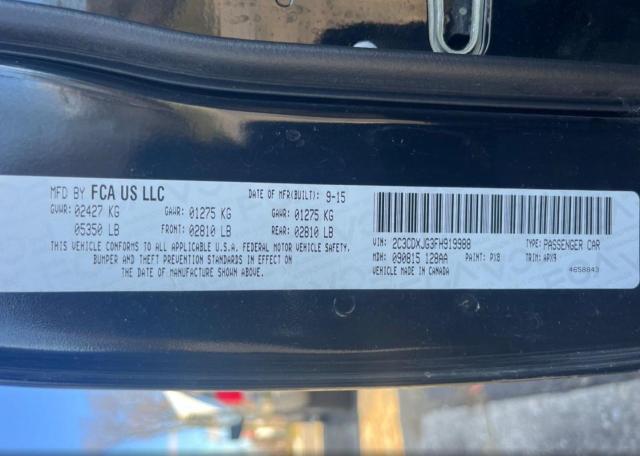 MFD BY FCA US LLC DATE OF MFR(BUILT): 9-15
GVWR: 02427 KG GAWR: 01275 KG 01275 KG
05350 LB FRONT: 02810 LB REAR: 02810 LB
THIS VEHICLE CONFORMS TO ALL APPLICABLE U.S.A. FEDERAL MOTOR VEHICLE SAFETY
BUMPER AND THEFT PREVENTION STANDARDS IN EFFECT ON
THE DATE OF MANUFACTURE SHOWN ABOVE
VIN: 2C3CDXJG3FH919988 TYPE: PASSENGER CAR
MDH: 090815 128AA PAINT: PX8 TRIM: APX9
VEHICLE MADE IN CANADA 4658843